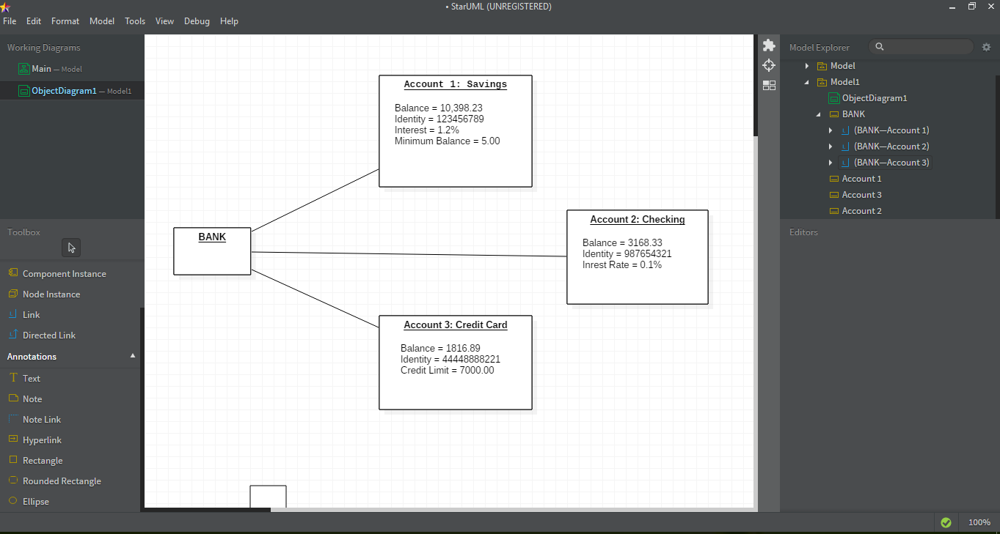 • StarUML (UNREGISTERED)
File Edit Format Model Tools View Debug Help
Working Diagrams
Main — Model
ObjectDiagram1 — Model1
Toolbox
Component Instance
Node Instance
Link
Directed Link
Annotations
Text
Note
Note Link
Hyperlink
Rectangle
Rounded Rectangle
Ellipse
BANK
Account 1: Savings
Balance = 10,398.23
Identity = 123456789
Interest = 1.2%
Minimum Balance = 5.00
Account 2: Checking
Balance = 3168.33
Identity = 987654321
Inrest Rate = 0.1%
Account 3: Credit Card
Balance = 1816.89
Identity = 44448888221
Credit Limit = 7000.00
Model Explorer
Model
Model1
ObjectDiagram1
BANK
(BANK—Account 1)
(BANK—Account 2)
(BANK—Account 3)
Account 1
Account 3
Account 2
Editors
100%